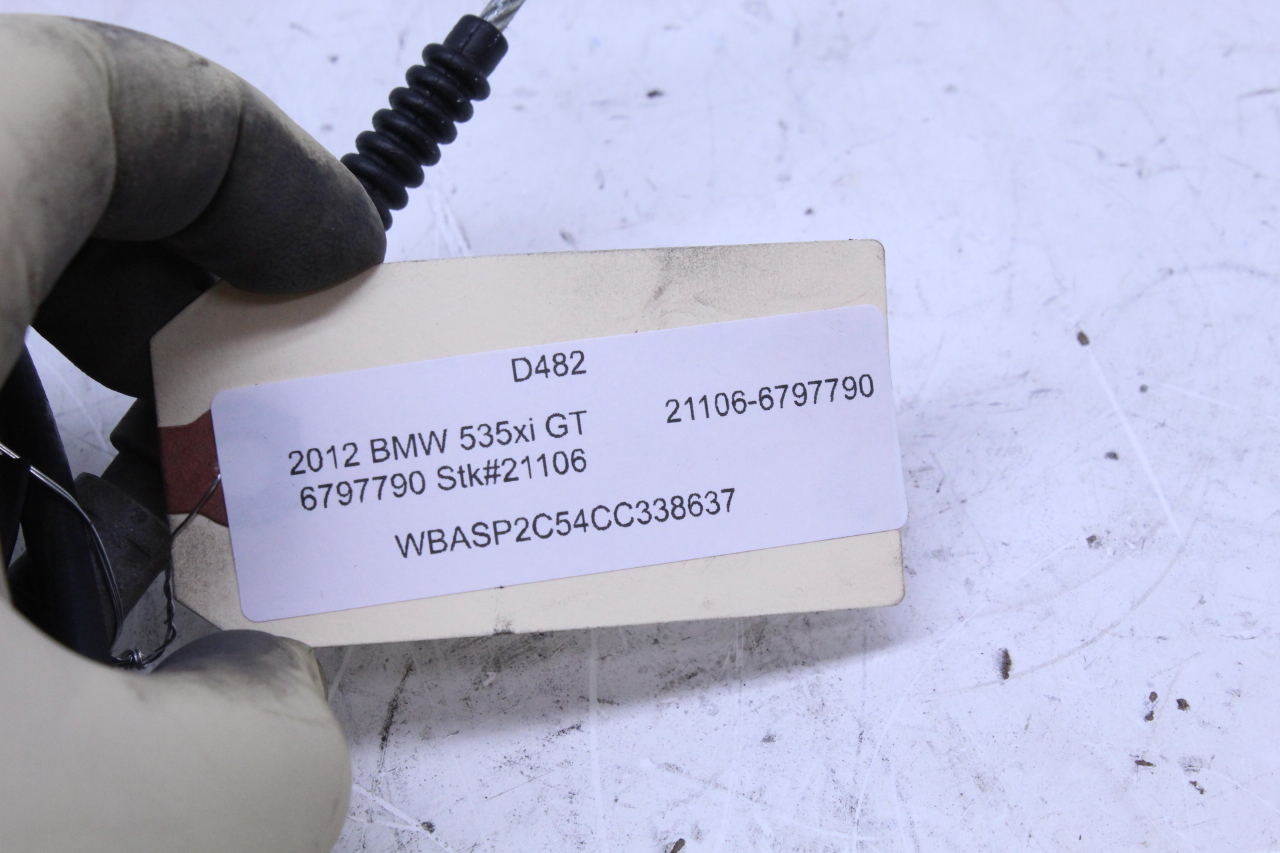 D482
2012 BMW 535xi GT 21106-6797790
6797790 Stk#21106
WBASP2C54CC338637